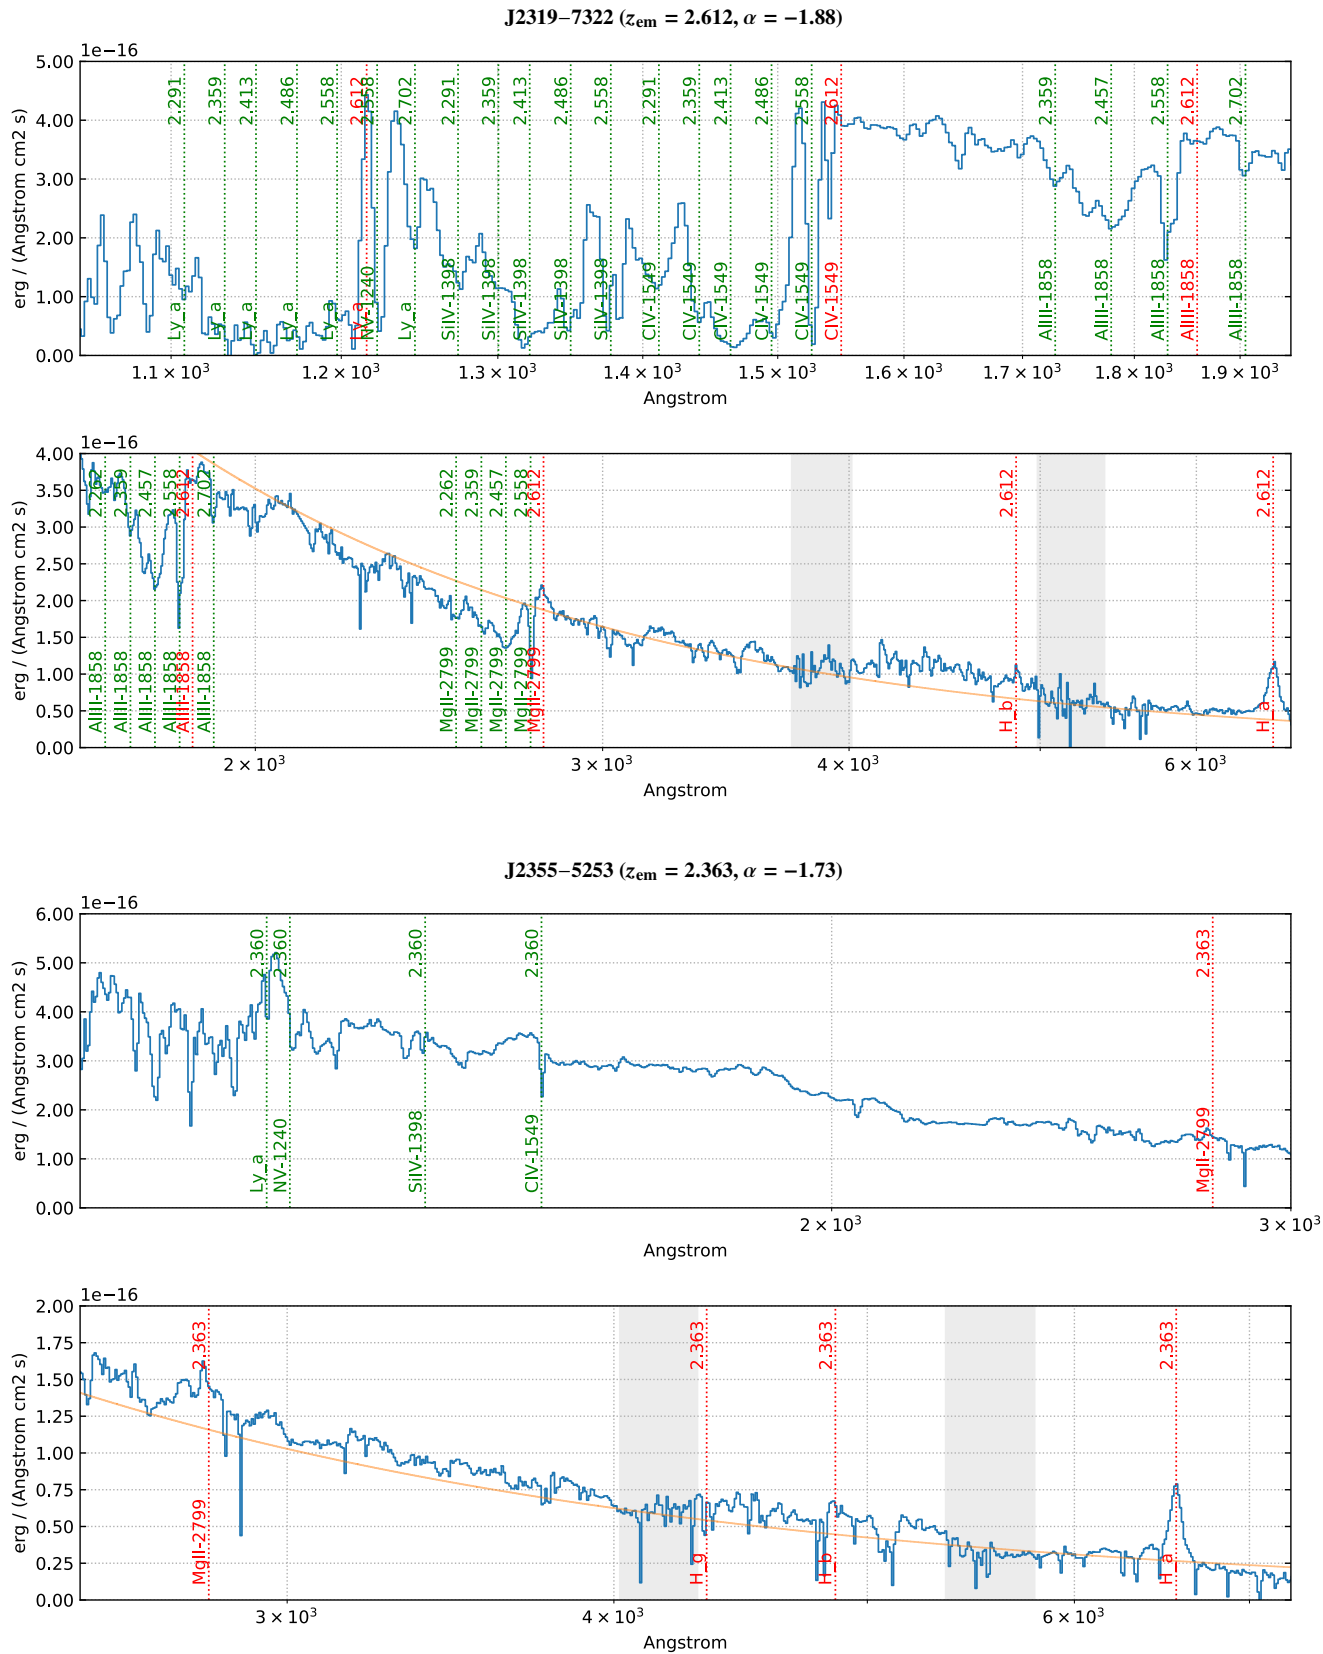 J2319−7322 (z_em = 2.612, α = −1.88)
1e−16
5.00
4.00
3.00
2.00
1.00
0.00
erg / (Angstrom cm2 s)
2.291
2.359
2.413
2.486
2.558
2.612
2.558
2.702
2.291
2.359
2.413
2.486
2.558
2.291
2.359
2.413
2.486
2.558
2.612
2.359
2.457
2.558
2.612
2.702
Ly_a
Ly_a
Ly_a
Ly_a
Ly_a
Ly_a
NV-1240
Ly_a
SiIV-1398
SiIV-1398
SiIV-1398
SiIV-1398
SiIV-1398
CIV-1549
CIV-1549
CIV-1549
CIV-1549
CIV-1549
CIV-1549
AlIII-1858
AlIII-1858
AlIII-1858
AlIII-1858
AlIII-1858
1.1 × 10³
1.2 × 10³
1.3 × 10³
1.4 × 10³
1.5 × 10³
1.6 × 10³
1.7 × 10³
1.8 × 10³
1.9 × 10³
Angstrom
1e−16
4.00
3.50
3.00
2.50
2.00
1.50
1.00
0.50
0.00
erg / (Angstrom cm2 s)
2.262
2.359
2.457
2.558
2.612
2.702
2.262
2.359
2.457
2.558
2.612
2.612
2.612
AlIII-1858
AlIII-1858
AlIII-1858
AlIII-1858
AlIII-1858
AlIII-1858
MgII-2799
MgII-2799
MgII-2799
MgII-2799
MgII-2799
H_b
H_a
2 × 10³
3 × 10³
4 × 10³
6 × 10³
Angstrom
J2355−5253 (z_em = 2.363, α = −1.73)
1e−16
6.00
5.00
4.00
3.00
2.00
1.00
0.00
erg / (Angstrom cm2 s)
2.360
2.360
2.360
2.360
2.363
Ly_a
NV-1240
SiIV-1398
CIV-1549
MgII-2799
2 × 10³
3 × 10³
Angstrom
1e−16
2.00
1.75
1.50
1.25
1.00
0.75
0.50
0.25
0.00
erg / (Angstrom cm2 s)
2.363
2.363
2.363
2.363
MgII-2799
H_g
H_b
H_a
3 × 10³
4 × 10³
6 × 10³
Angstrom